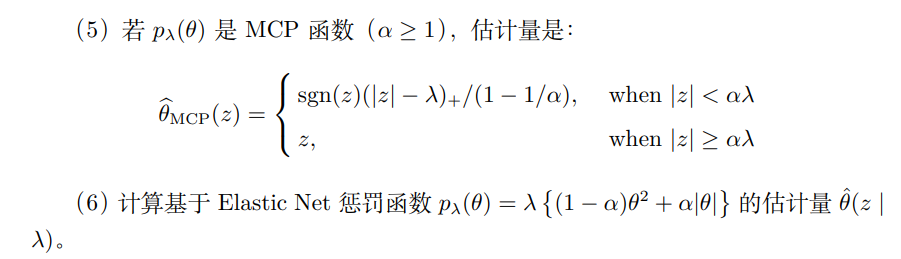 （5）若 pλ(θ) 是 MCP 函数（α ≥ 1），估计量是：
θ̂MCP(z) = { sgn(z)(|z| − λ)+/(1 − 1/α), when |z| < αλ
z, when |z| ≥ αλ
（6）计算基于 Elastic Net 惩罚函数 pλ(θ) = λ {(1 − α)θ² + α|θ|} 的估计量 θ̂(z |
λ)。